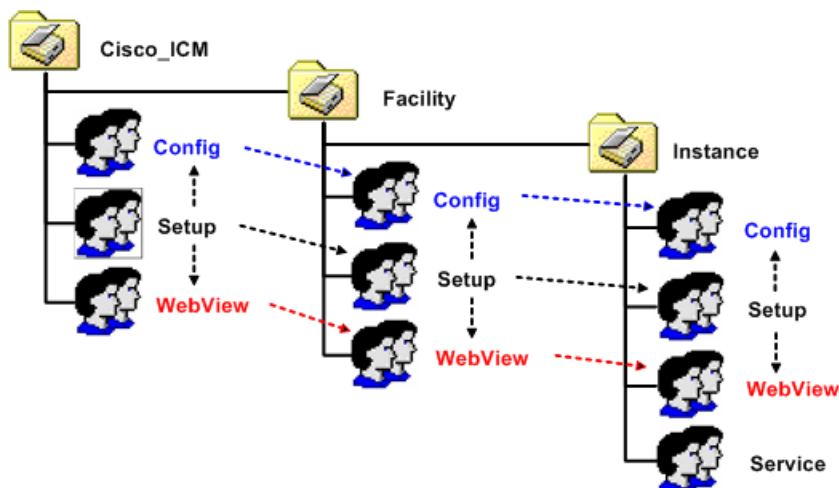 Cisco_ICM
Facility
Instance
Config
Setup
WebView
Config
Setup
WebView
Config
Setup
WebView
Service